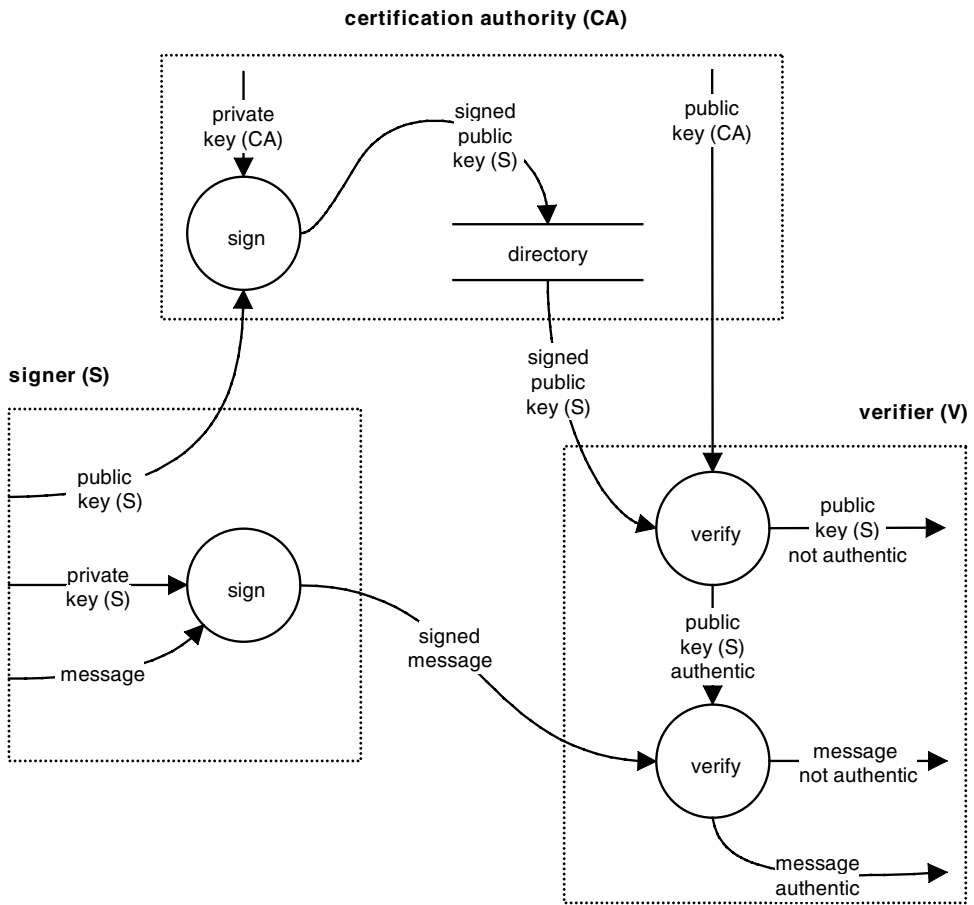 certification authority (CA)
private
key (CA)
signed
public
key (S)
public
key (CA)
sign
directory
signed
public
key (S)
signer (S)
verifier (V)
public
key (S)
private
key (S)
sign
message
signed
message
verify
public
key (S)
not authentic
public
key (S)
authentic
verify
message
not authentic
message
authentic